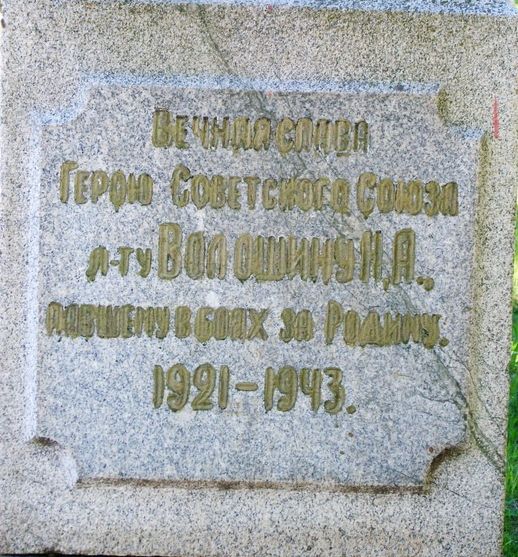 Вечная слава
Герою Советского Союза
л-ту Волошину Н.А.,
павшему в боях за Родину.
1921-1943.